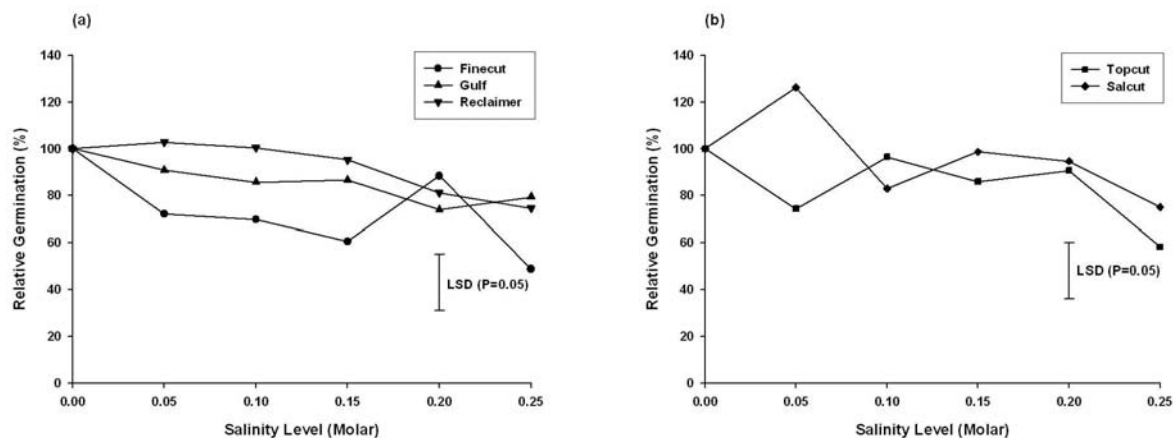 (a)
140
120
100
80
60
40
20
0
Relative Germination (%)
Finecut
Gulf
Reclaimer
LSD (P=0.05)
0.00 0.05 0.10 0.15 0.20 0.25
Salinity Level (Molar)
(b)
140
120
100
80
60
40
20
0
Relative Germination (%)
Topcut
Salcut
LSD (P=0.05)
0.00 0.05 0.10 0.15 0.20 0.25
Salinity Level (Molar)